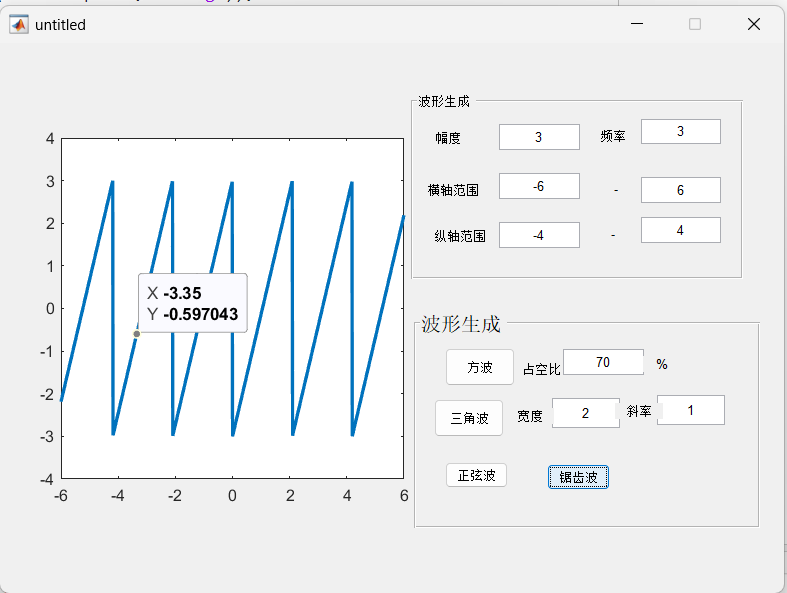 untitled
波形生成
幅度 3 频率 3
横轴范围 -6 - 6
纵轴范围 -4 - 4
4
3
2
1
0
-1
-2
-3
-4
-6 -4 -2 0 2 4 6
X -3.35
Y -0.597043
波形生成
方波 占空比 70 %
三角波 宽度 2 斜率 1
正弦波 锯齿波